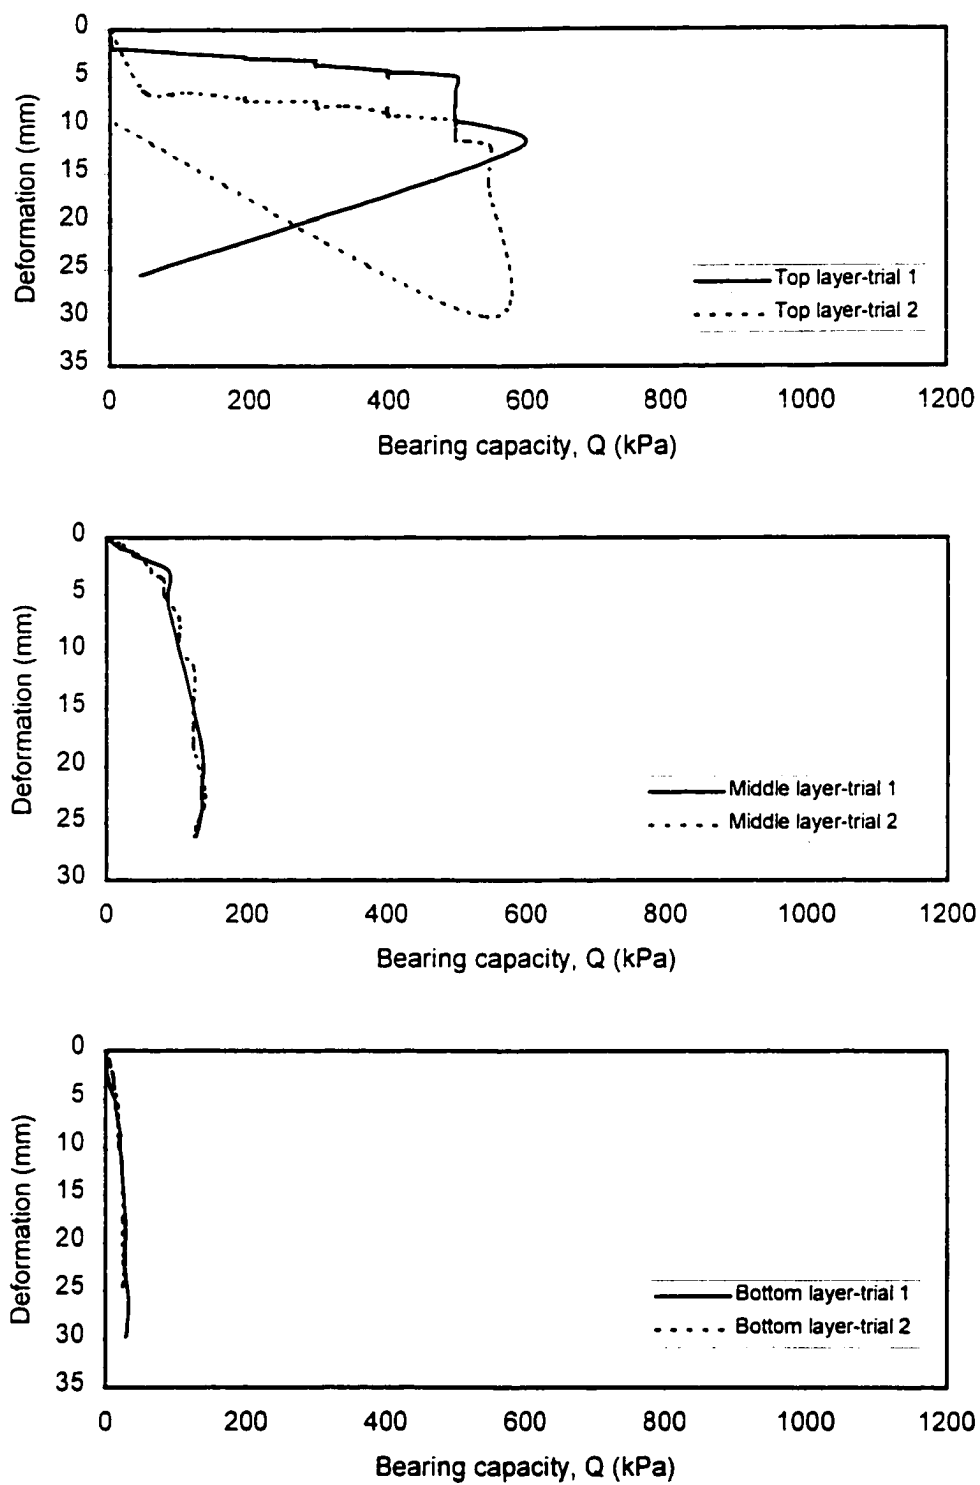 0
5
10
15
20
25
30
35
Deformation (mm)
Top layer-trial 1
Top layer-trial 2
0 200 400 600 800 1000 1200
Bearing capacity, Q (kPa)
0
5
10
15
20
25
30
Deformation (mm)
Middle layer-trial 1
Middle layer-trial 2
0 200 400 600 800 1000 1200
Bearing capacity, Q (kPa)
0
5
10
15
20
25
30
35
Deformation (mm)
Bottom layer-trial 1
Bottom layer-trial 2
0 200 400 600 800 1000 1200
Bearing capacity, Q (kPa)